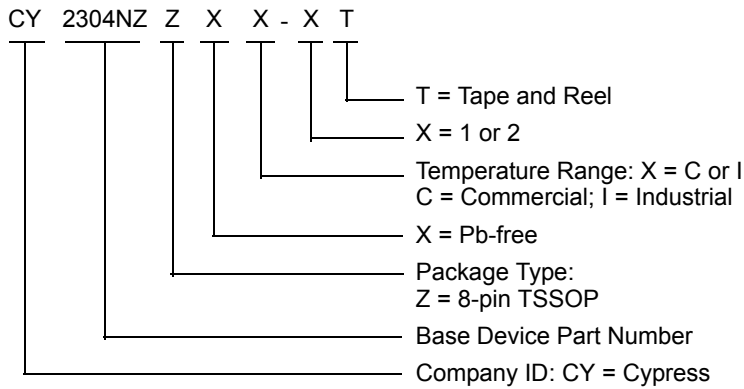 CY 2304NZ Z X X - X T
T = Tape and Reel
X = 1 or 2
Temperature Range: X = C or I
C = Commercial; I = Industrial
X = Pb-free
Package Type:
Z = 8-pin TSSOP
Base Device Part Number
Company ID: CY = Cypress